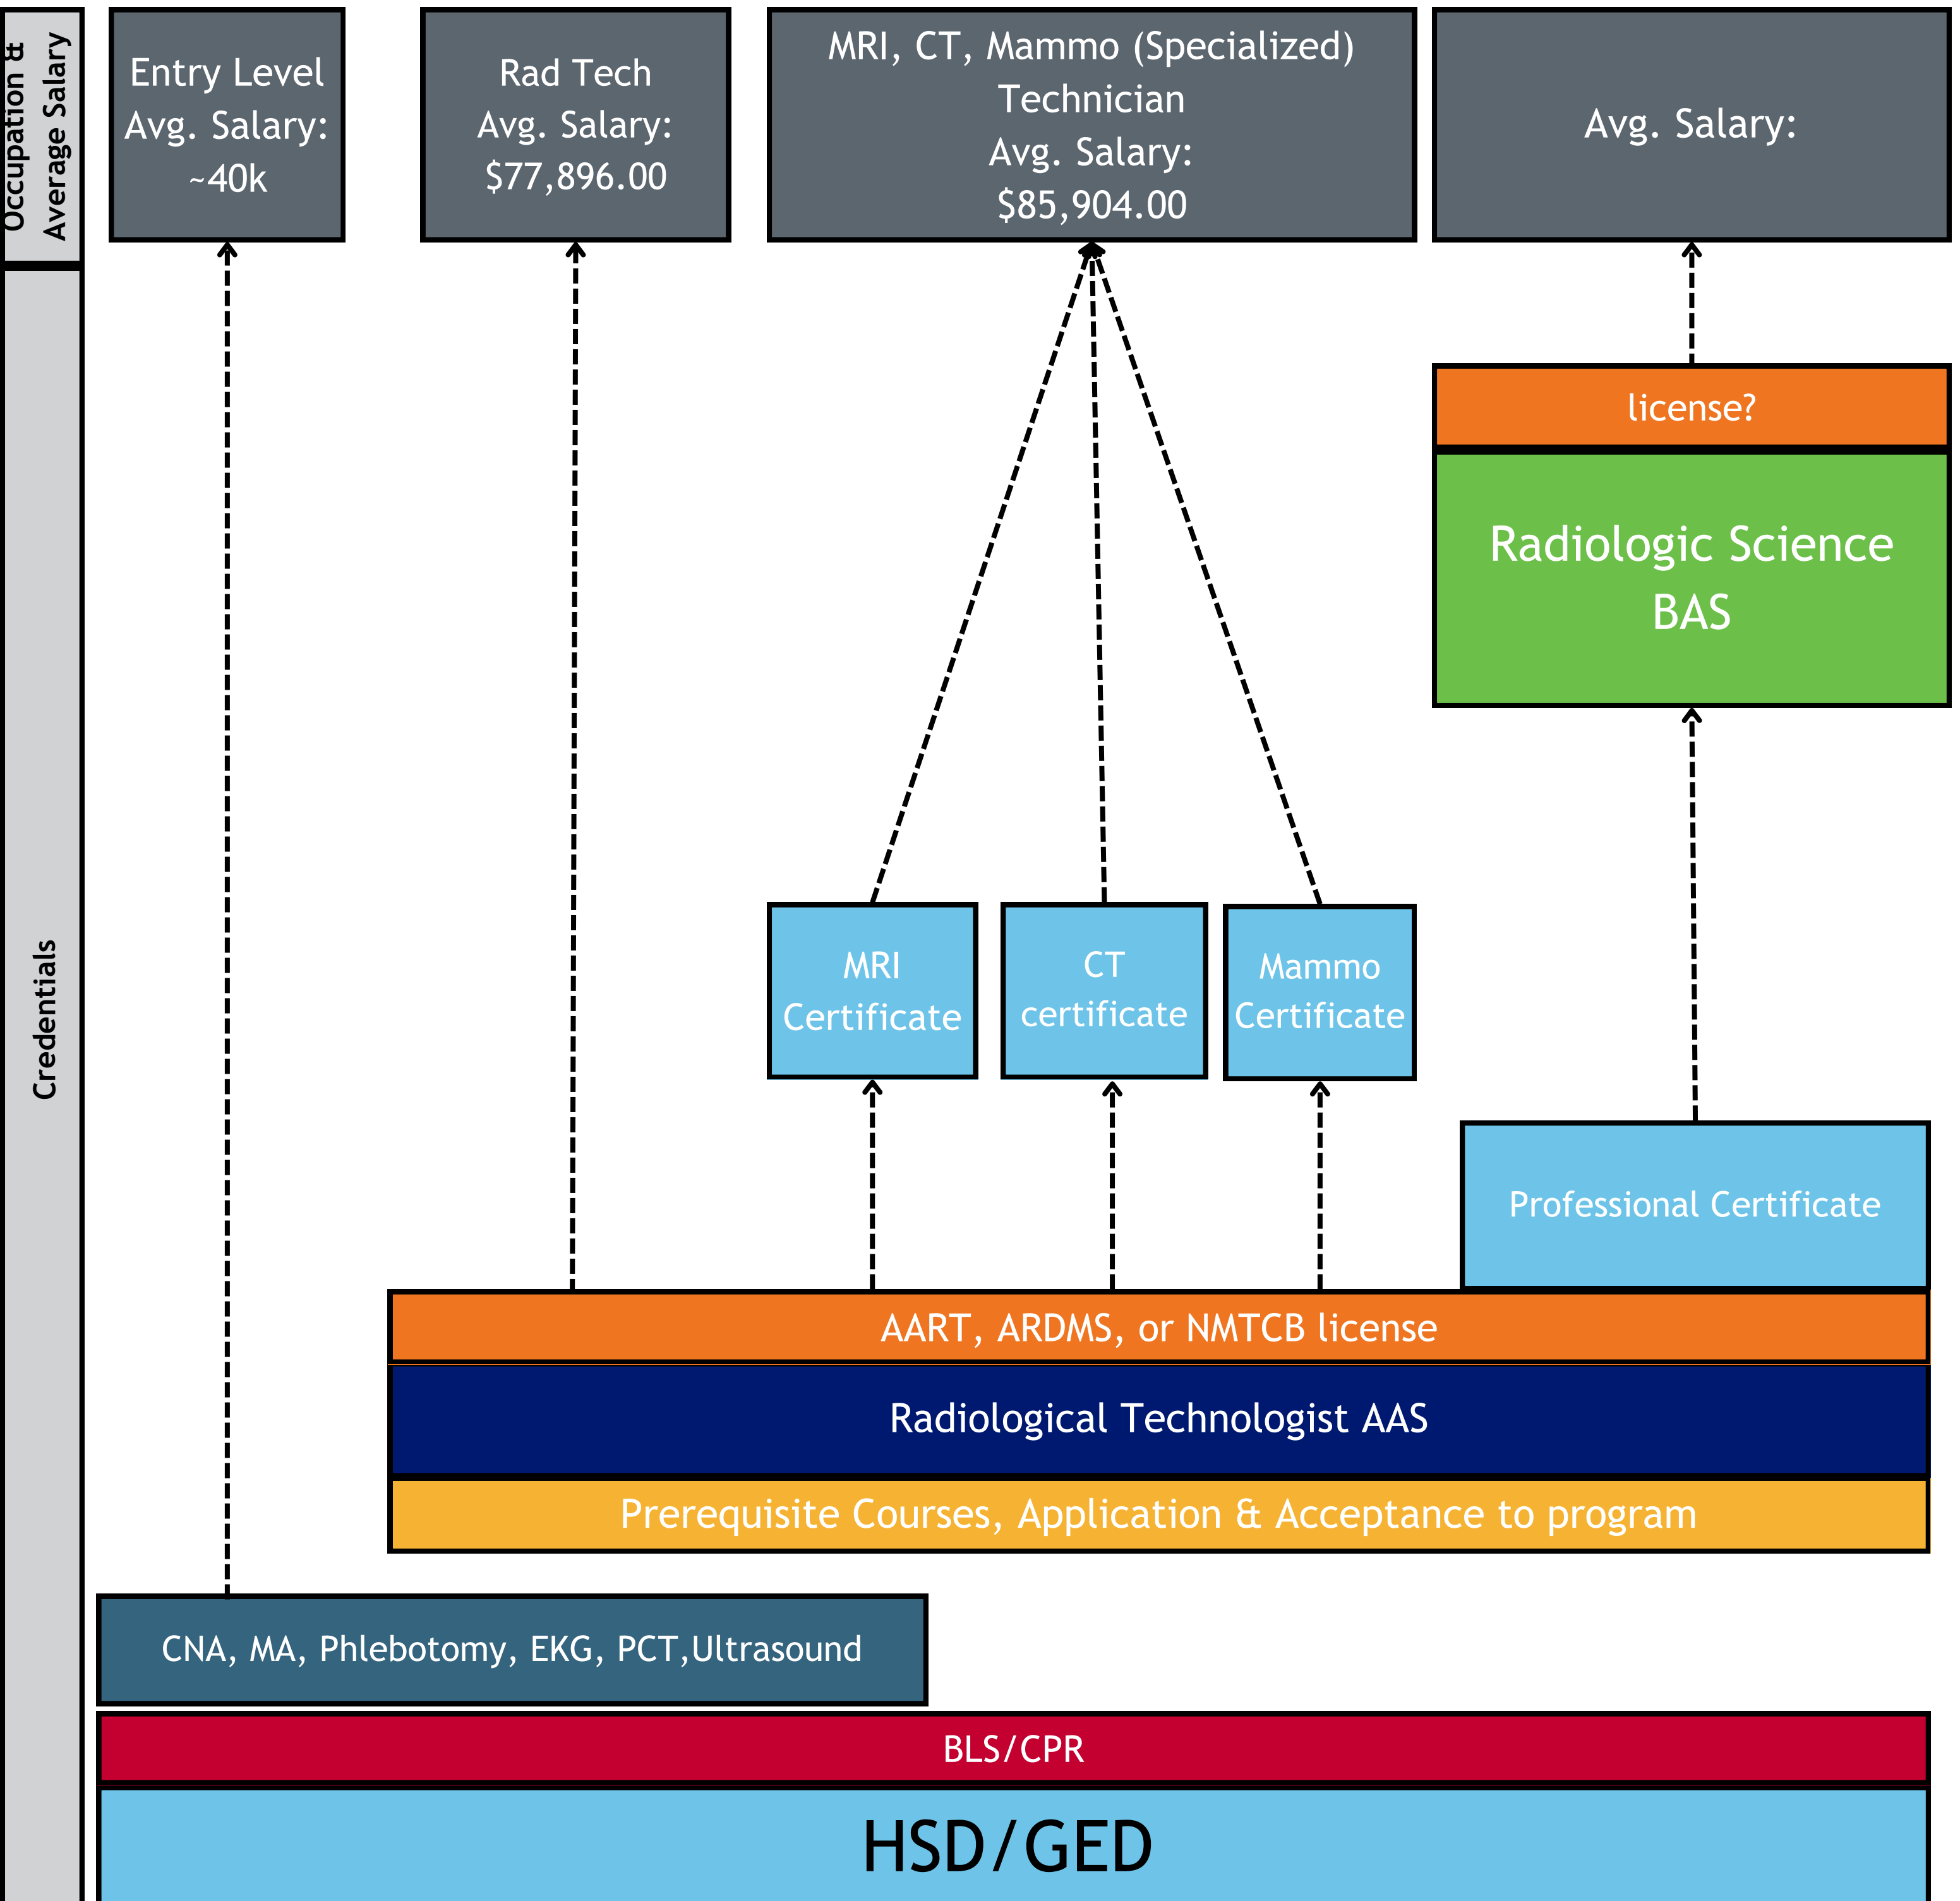 Occupation &
Average Salary
Entry Level
Avg. Salary:
~40k
Rad Tech
Avg. Salary:
$77,896.00
MRI, CT, Mammo (Specialized)
Technician
Avg. Salary:
$85,904.00
Avg. Salary:
license?
Radiologic Science
BAS
Credentials
MRI
Certificate
CT
certificate
Mammo
Certificate
Professional Certificate
AART, ARDMS, or NMTCB license
Radiological Technologist AAS
Prerequisite Courses, Application & Acceptance to program
CNA, MA, Phlebotomy, EKG, PCT,Ultrasound
BLS/CPR
HSD/GED